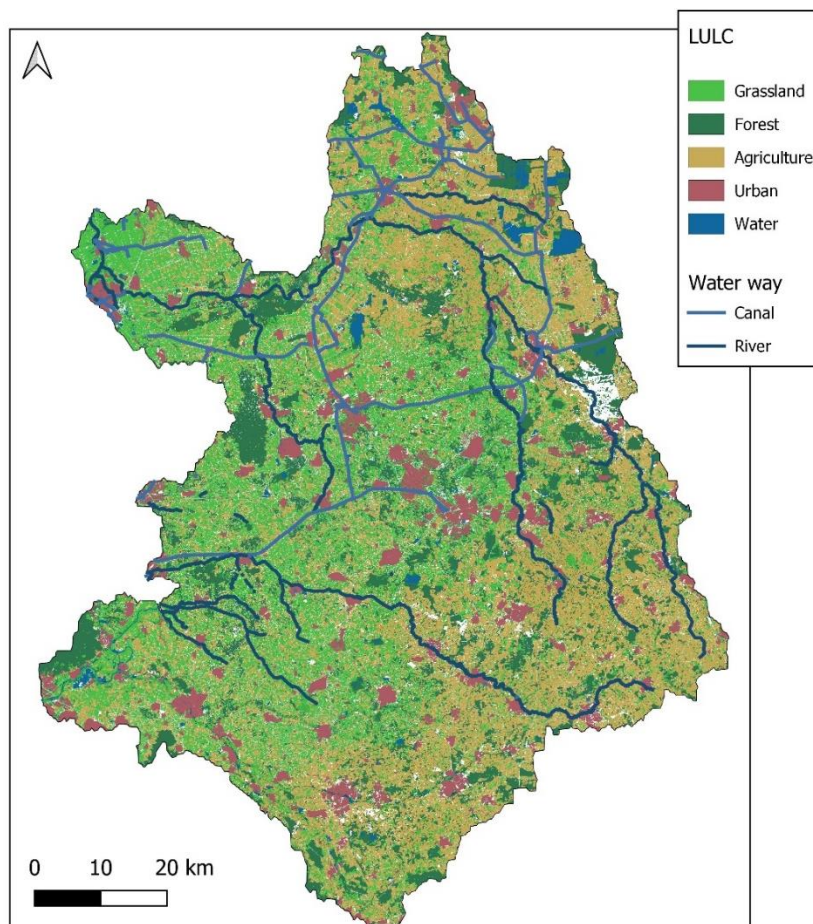 LULC
Grassland
Forest
Agriculture
Urban
Water
Water way
Canal
River
0 10 20 km